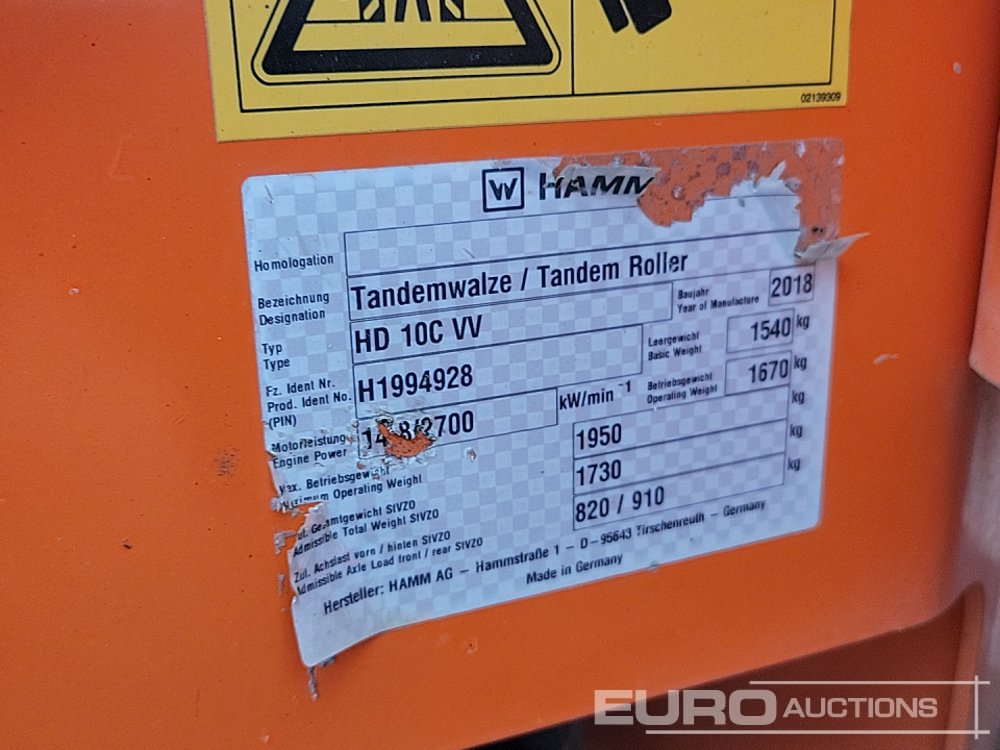 02139309
W HAMM
Homologation
Bezeichnung
Designation
Tandemwalze / Tandem Roller
Typ
Type
HD 10C VV
Baujahr
Year of Manufacture
2018
Fz. Ident Nr.
Prod. Ident No.
(PIN)
H1994928
Leergewicht
Basic Weight
1540 kg
Motorleistung
Engine Power
kW/min⁻¹
Betriebsgewicht
Operating Weight
1670 kg
Max. Betriebsgewicht
Maximum Operating Weight
1950 kg
Zul. Gesamtgewicht StVZO
Admissible Total Weight StVZO
1730 kg
Zul. Achslast vorn / hinten StVZO
Admissible Axle Load front / rear StVZO
820 / 910 kg
Hersteller: HAMM AG – Hammstraße 1 – D-95643 Tirschenreuth – Germany
Made in Germany
EURO AUCTIONS